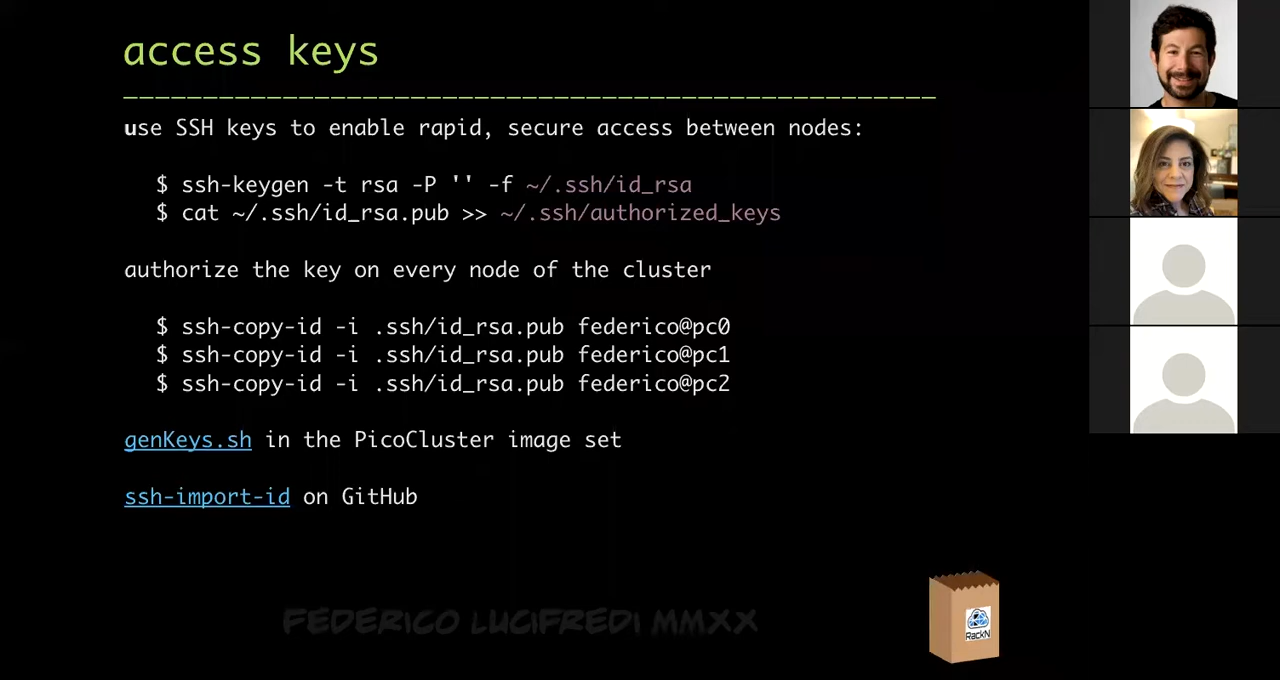 access keys
use SSH keys to enable rapid, secure access between nodes:
$ ssh-keygen -t rsa -P '' -f ~/.ssh/id_rsa
$ cat ~/.ssh/id_rsa.pub >> ~/.ssh/authorized_keys
authorize the key on every node of the cluster
$ ssh-copy-id -i .ssh/id_rsa.pub federico@pc0
$ ssh-copy-id -i .ssh/id_rsa.pub federico@pc1
$ ssh-copy-id -i .ssh/id_rsa.pub federico@pc2
genKeys.sh in the PicoCluster image set
ssh-import-id on GitHub
FEDERICO LUCIFREDI MMXX
RackN